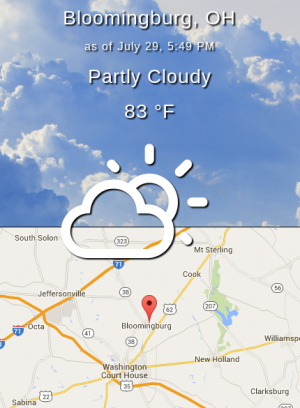 Bloomingburg, OH
as of July 29, 5:49 PM
Partly Cloudy
83 °F
South Solon
323
Mt Sterling
71
Cook
56
Jeffersonville
38
62
207
71
Octa
Bloomingburg
41
38
Williamspo
New Holland
Washington
Court House
35
Clarksburg
Sabina
22